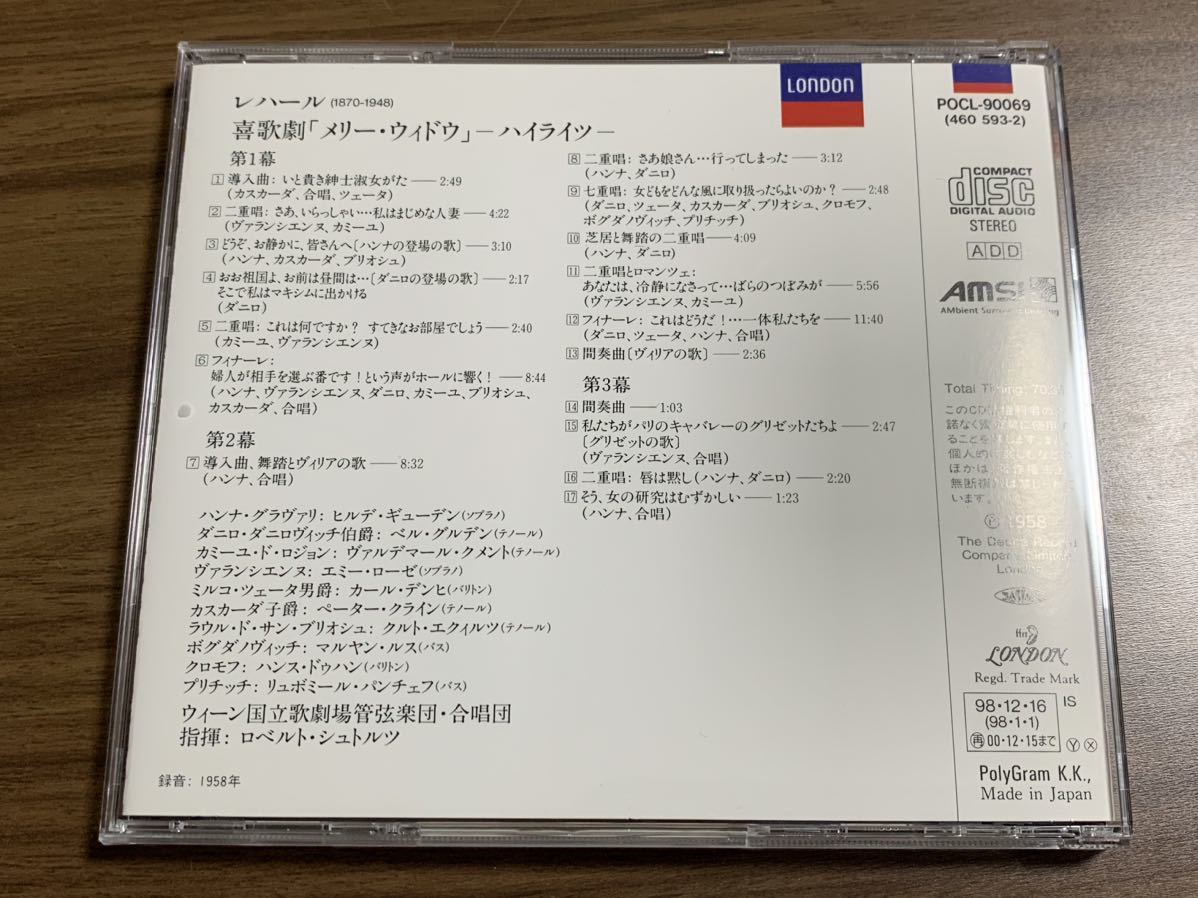 レハール (1870-1948)
喜歌劇「メリー・ウィドウ」－ハイライツ－
第1幕
1 導入曲: いと貴き紳士淑女がた — 2:49
(カスカーダ、合唱、ツェータ)
2 二重唱: さあ、いらっしゃい…私はまじめな人妻 — 4:22
(ヴァランシエンヌ、カミーユ)
3 どうぞ、お静かに、皆さんへ〔ハンナの登場の歌〕— 3:10
(ハンナ、カスカーダ、ブリオシュ)
4 おお祖国よ、お前は昼間は…〔ダニロの登場の歌〕— 2:17
そこで私はマキシムに出かける
(ダニロ)
5 二重唱: これは何ですか? すてきなお部屋でしょう — 2:40
(カミーユ、ヴァランシエンヌ)
6 フィナーレ:
婦人が相手を選ぶ番です!という声がホールに響く! — 8:44
(ハンナ、ヴァランシエンヌ、ダニロ、カミーユ、ブリオシュ、
カスカーダ、合唱)
第2幕
7 導入曲、舞踏とヴィリアの歌 — 8:32
(ハンナ、合唱)
8 二重唱: さあ娘さん…行ってしまった — 3:12
(ハンナ、ダニロ)
9 七重唱: 女どもをどんな風に取り扱ったらよいのか? — 2:48
(ダニロ、ツェータ、カスカーダ、ブリオシュ、クロモフ、
ボグダノヴィッチ、プリチッチ)
10 芝居と舞踏の二重唱 — 4:09
(ハンナ、ダニロ)
11 二重唱とロマンツェ:
あなたは、冷静になさって…ばらのつぼみが — 5:56
(ヴァランシエンヌ、カミーユ)
12 フィナーレ: これはどうだ!…一体私たちを — 11:40
(ダニロ、ツェータ、ハンナ、合唱)
13 間奏曲〔ヴィリアの歌〕— 2:36
第3幕
14 間奏曲 — 1:03
15 私たちがパリのキャバレーのグリゼットたちよ — 2:47
〔グリゼットの歌〕
(ヴァランシエンヌ、合唱)
16 二重唱: 唇は黙し(ハンナ、ダニロ) — 2:20
17 そう、女の研究はむずかしい — 1:23
(ハンナ、合唱)
ハンナ・グラヴァリ: ヒルデ・ギューデン(ソプラノ)
ダニロ・ダニロヴィッチ伯爵: ペル・グルデン(テノール)
カミーユ・ド・ロジョン: ヴァルデマール・クメント(テノール)
ヴァランシエンヌ: エミー・ローゼ(ソプラノ)
ミルコ・ツェータ男爵: カール・デンヒ(バリトン)
カスカーダ子爵: ペーター・クライン(テノール)
ラウル・ド・サン・ブリオシュ: クルト・エクィルツ(テノール)
ボグダノヴィッチ: マルヤン・ルス(バス)
クロモフ: ハンス・ドゥハン(バリトン)
プリチッチ: リュボミール・パンチェフ(バス)
ウィーン国立歌劇場管弦楽団・合唱団
指揮: ロベルト・シュトルツ
録音: 1958年
LONDON
POCL-90069
(460 593-2)
COMPACT
disc
DIGITAL AUDIO
STEREO
ADD
AMSI
AMbient Surround Imaging
Total Timing: 70
このCDは権利者の
諾なく
ることを
個人的
ほかは、
無断複
います。
Ⓟ 1958
The Decca Record
Company Limited
London
ffrr
LONDON
Regd. Trade Mark
98・12・16
(98・1・1)
再 00・12・15まで
IS
Ⓨ Ⓧ
PolyGram K.K.,
Made in Japan